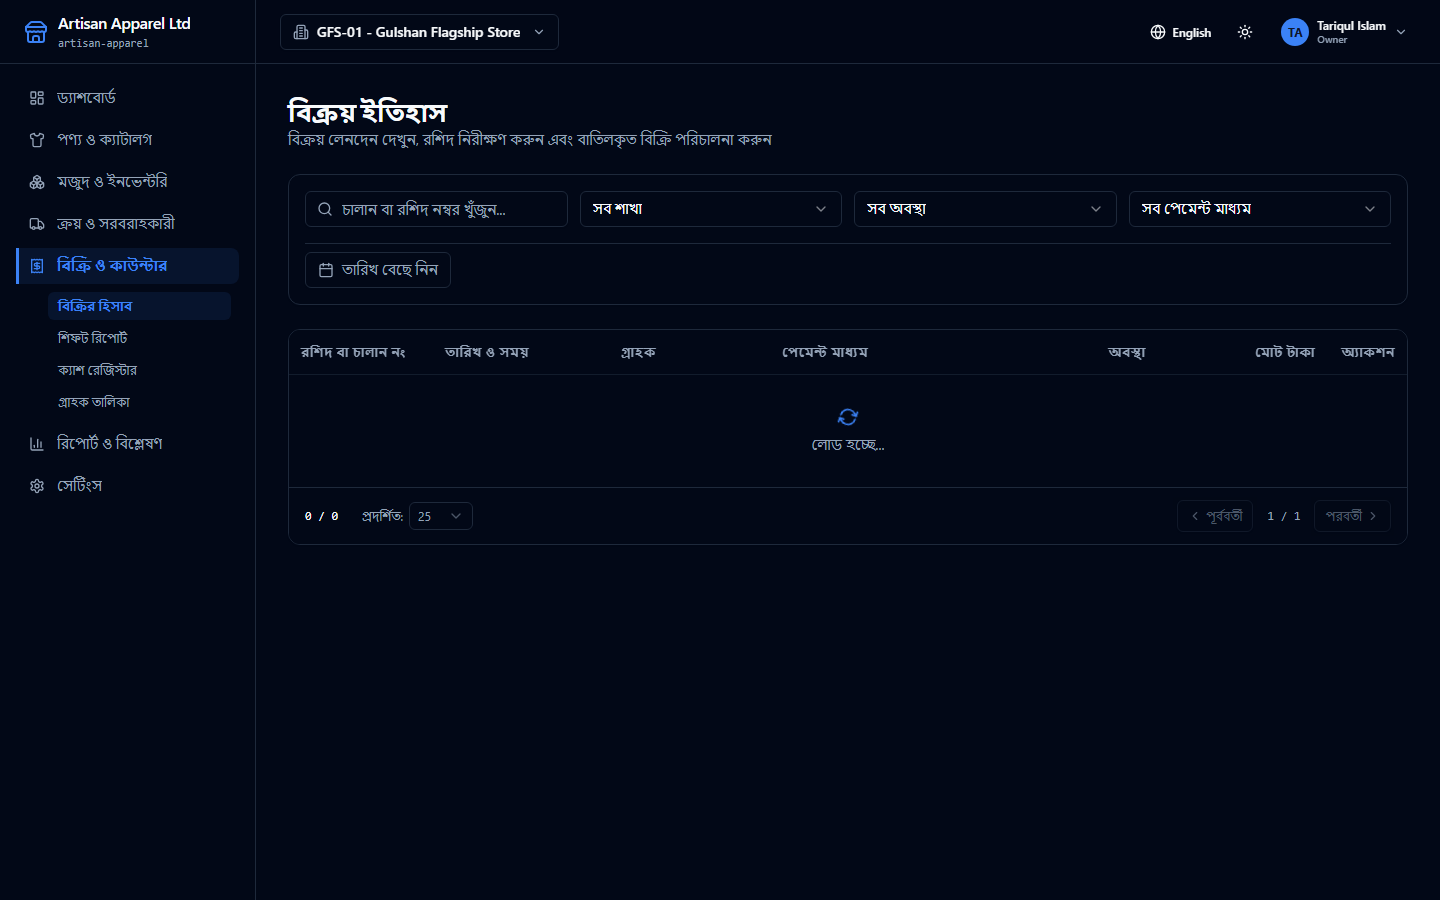 Artisan Apparel Ltd
artisan-apparel
GFS-01 - Gulshan Flagship Store
English
TA
Tariqul Islam
Owner
ড্যাশবোর্ড
পণ্য ও ক্যাটালগ
মজুদ ও ইনভেন্টরি
ক্রয় ও সরবরাহকারী
বিক্রি ও কাউন্টার
বিক্রির হিসাব
শিফট রিপোর্ট
ক্যাশ রেজিস্টার
গ্রাহক তালিকা
রিপোর্ট ও বিশ্লেষণ
সেটিংস
বিক্রয় ইতিহাস
বিক্রয় লেনদেন দেখুন, রশিদ নিরীক্ষণ করুন এবং বাতিলকৃত বিক্রি পরিচালনা করুন
চালান বা রশিদ নম্বর খুঁজুন...
সব শাখা
সব অবস্থা
সব পেমেন্ট মাধ্যম
তারিখ বেছে নিন
রশিদ বা চালান নং তারিখ ও সময় গ্রাহক পেমেন্ট মাধ্যম অবস্থা মোট টাকা অ্যাকশন
লোড হচ্ছে...
0 / 0 প্রদর্শিত: 25 পূর্ববর্তী 1 / 1 পরবর্তী